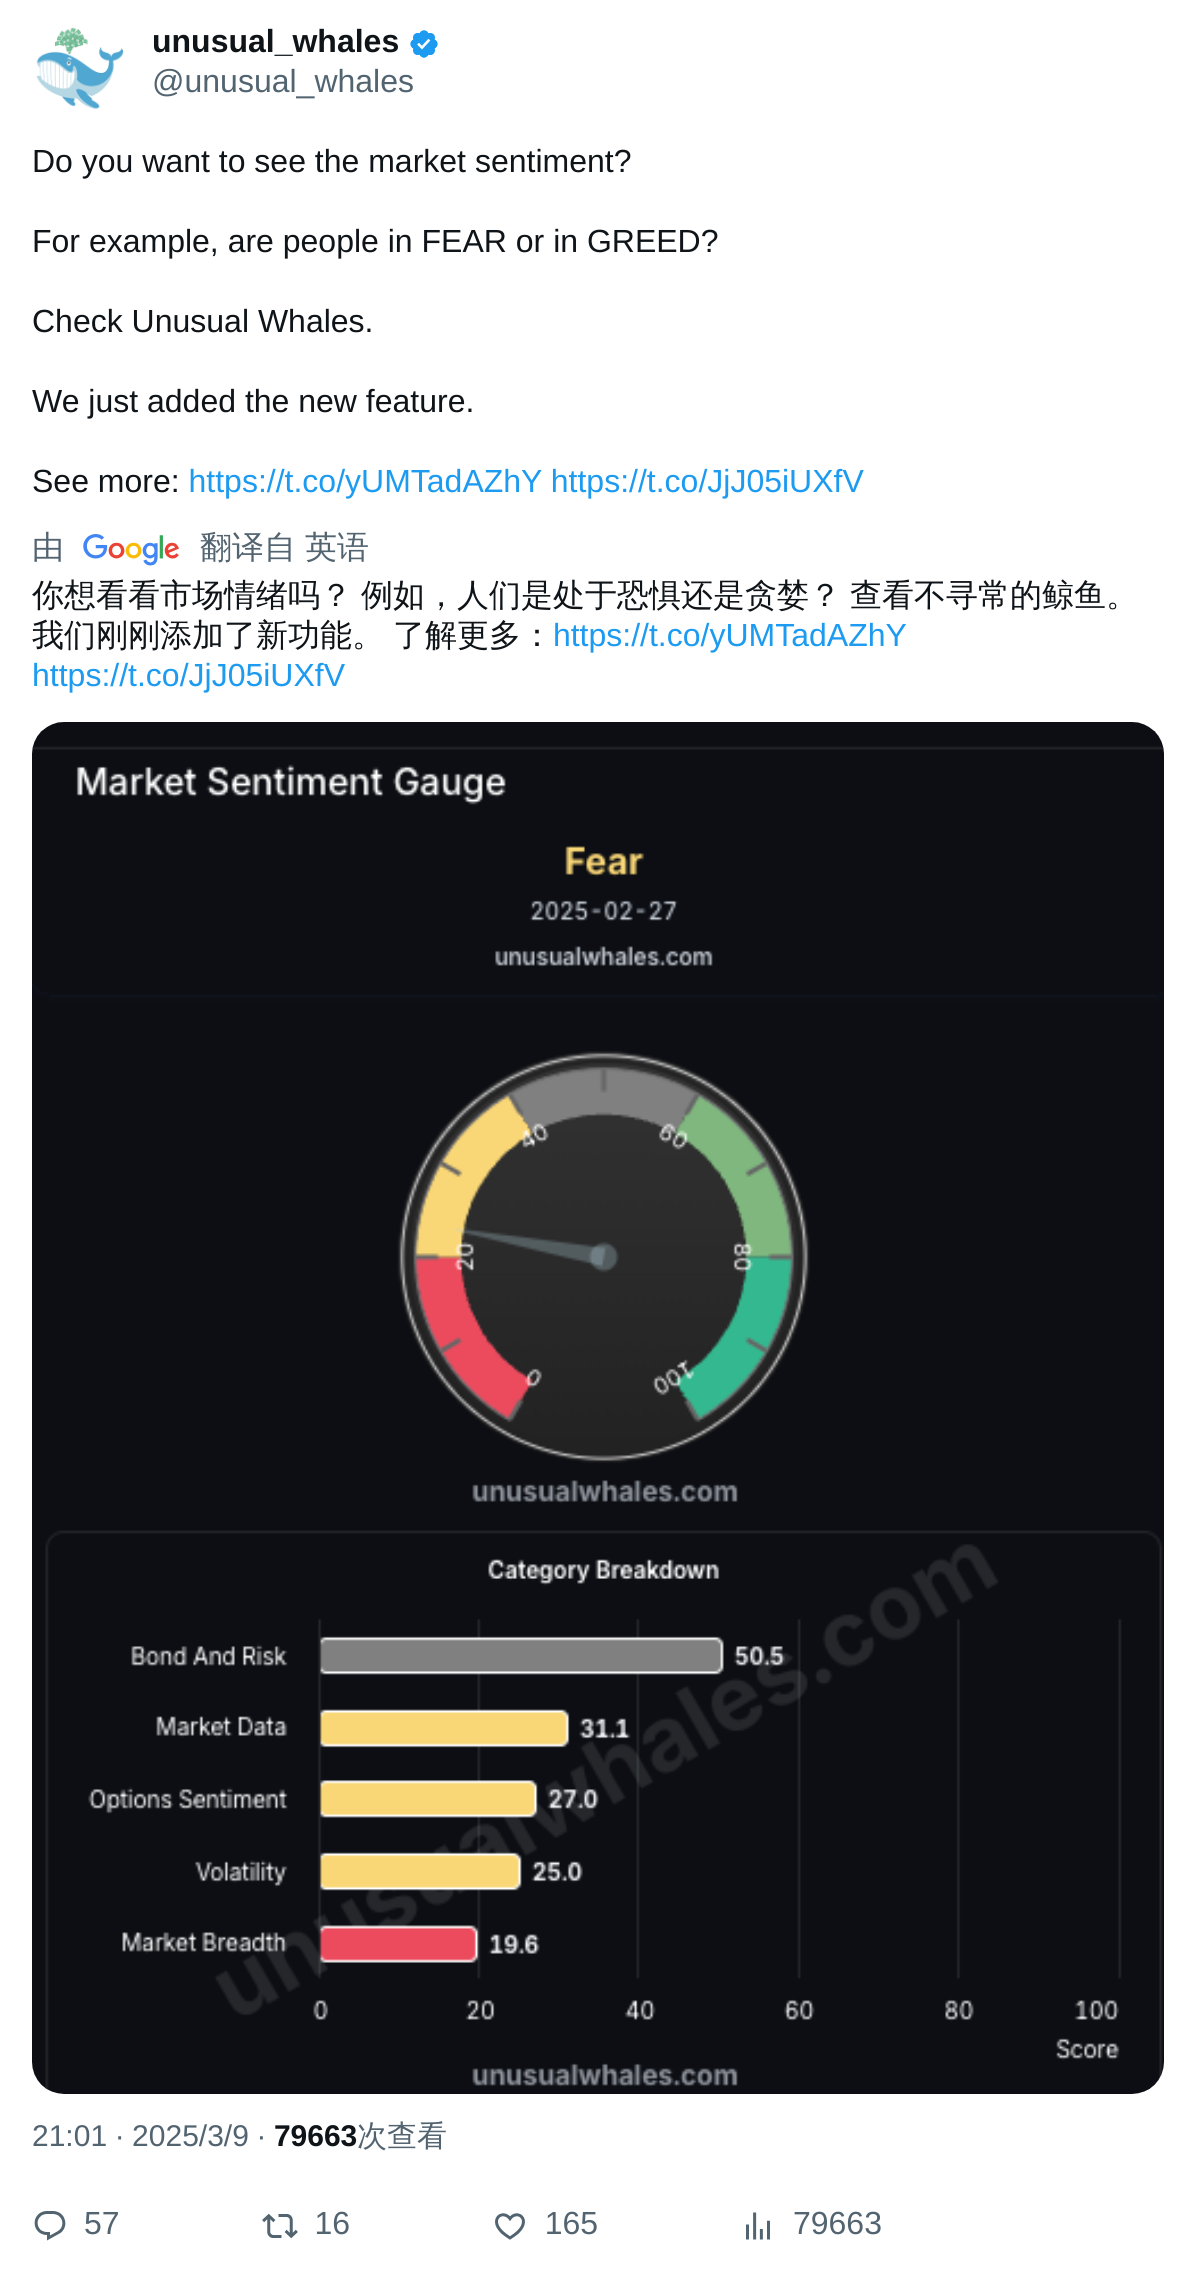 unusual_whales
@unusual_whales
Do you want to see the market sentiment?
For example, are people in FEAR or in GREED?
Check Unusual Whales.
We just added the new feature.
See more: https://t.co/yUMTadAZhY https://t.co/JjJ05iUXfV
由 Google 翻译自 英语
你想看看市场情绪吗？ 例如，人们是处于恐惧还是贪婪？ 查看不寻常的鲸鱼。
我们刚刚添加了新功能。 了解更多：https://t.co/yUMTadAZhY
https://t.co/JjJ05iUXfV
Market Sentiment Gauge
Fear
2025-02-27
unusualwhales.com
40
60
20
80
0
100
unusualwhales.com
Category Breakdown
Bond And Risk 50.5
Market Data 31.1
Options Sentiment 27.0
Volatility 25.0
Market Breadth 19.6
unusualwhales.com
0 20 40 60 80 100
Score
unusualwhales.com
21:01 · 2025/3/9 · 79663次查看
57 16 165 79663